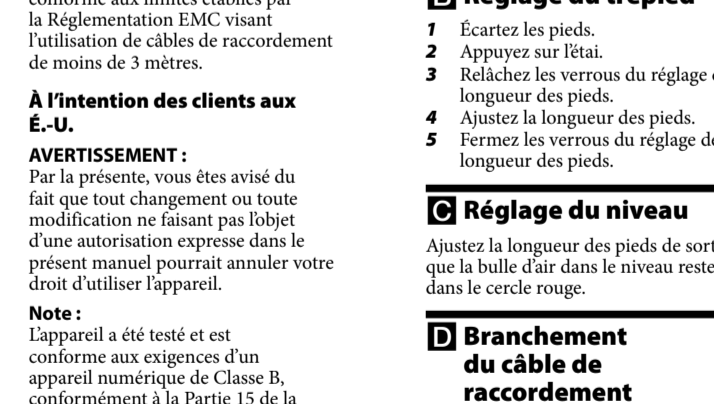 conforme aux limites établies par
la Réglementation EMC visant
l’utilisation de câbles de raccordement
de moins de 3 mètres.
À l’intention des clients aux
É.-U.
AVERTISSEMENT :
Par la présente, vous êtes avisé du
fait que tout changement ou toute
modification ne faisant pas l’objet
d’une autorisation expresse dans le
présent manuel pourrait annuler votre
droit d’utiliser l’appareil.
Note :
L’appareil a été testé et est
conforme aux exigences d’un
appareil numérique de Classe B,
conformément à la Partie 15 de la
B Réglage du trépied
1 Écartez les pieds.
2 Appuyez sur l’étai.
3 Relâchez les verrous du réglage
longueur des pieds.
4 Ajustez la longueur des pieds.
5 Fermez les verrous du réglage de
longueur des pieds.
C Réglage du niveau
Ajustez la longueur des pieds de sort
que la bulle d’air dans le niveau reste
dans le cercle rouge.
D Branchement
du câble de
raccordement